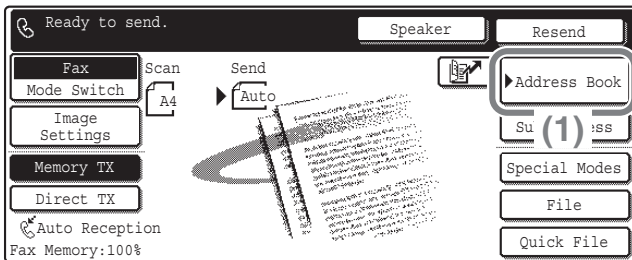 Ready to send.
Speaker
Resend
Fax
Mode Switch
Scan
A4
Send
Auto
Address Book
(1)
Image
Settings
Memory TX
Special Modes
Direct TX
File
Auto Reception
Fax Memory:100%
Quick File